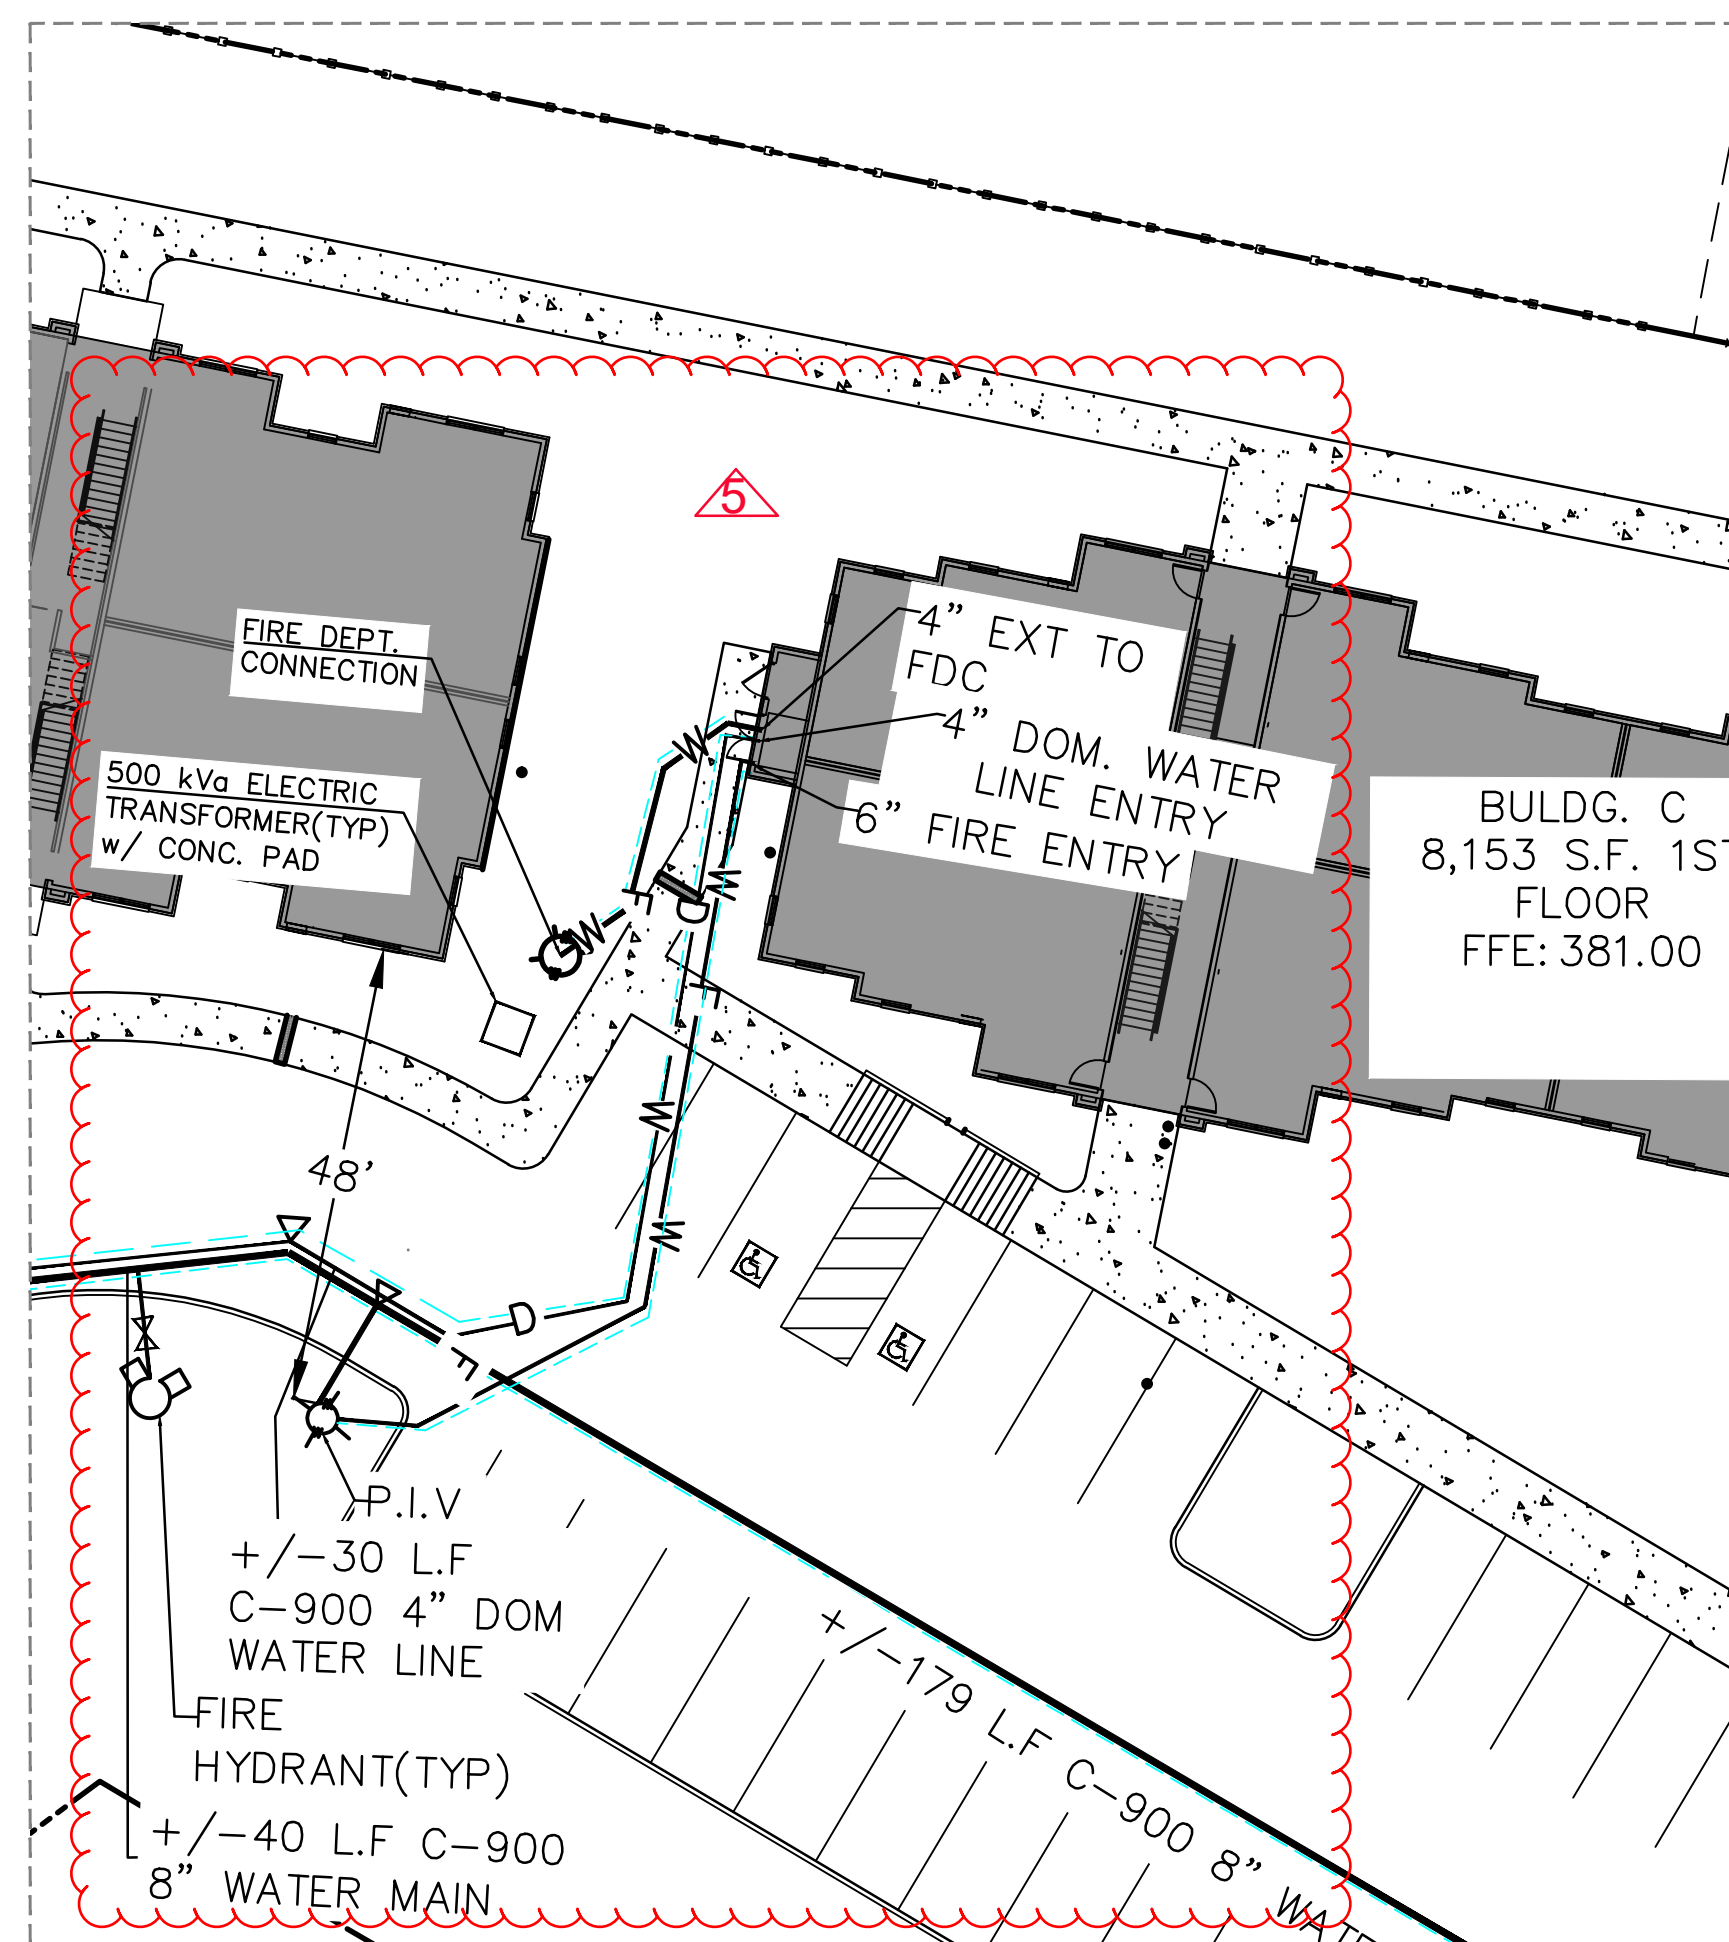 5
FIRE DEPT.
CONNECTION
4” EXT TO
FDC
4” DOM. WATER
LINE ENTRY
6” FIRE ENTRY
500 kVa ELECTRIC
TRANSFORMER(TYP)
w/ CONC. PAD
BULDG. C
8,153 S.F. 1ST
FLOOR
FFE: 381.00
W
F
W
D
W
F
W
W
48’
D
F
P.I.V
+/-30 L.F
C-900 4” DOM
WATER LINE
FIRE
HYDRANT(TYP)
+/-40 L.F C-900
8” WATER MAIN
+/-179 L.F C-900 8”